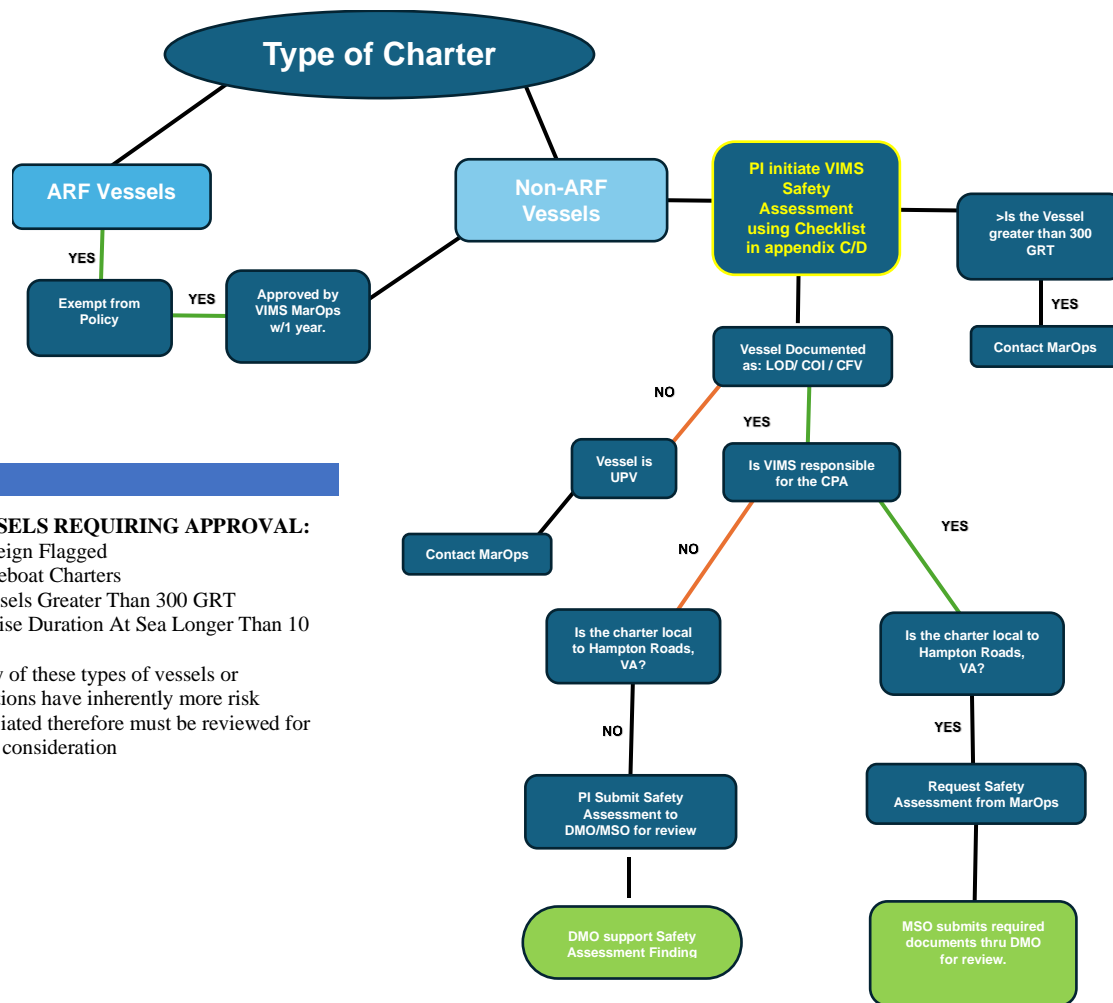 Type of Charter
ARF Vessels
Non-ARF
Vessels
PI initiate VIMS
Safety
Assessment
using Checklist
in appendix C/D
>Is the Vessel
greater than 300
GRT
YES
Exempt from
Policy
YES
Approved by
VIMS MarOps
w/1 year.
YES
Contact MarOps
Vessel Documented
as: LOD/ COI / CFV
NO
YES
Vessel is
UPV
Is VIMS responsible
for the CPA
Contact MarOps
NO
YES
SELS REQUIRING APPROVAL:
eign Flagged
eboat Charters
sels Greater Than 300 GRT
ise Duration At Sea Longer Than 10
y of these types of vessels or
tions have inherently more risk
iated therefore must be reviewed for
consideration
Is the charter local
to Hampton Roads,
VA?
Is the charter local to
Hampton Roads,
VA?
NO
YES
PI Submit Safety
Assessment to
DMO/MSO for review
Request Safety
Assessment from MarOps
DMO support Safety
Assessment Finding
MSO submits required
documents thru DMO
for review.